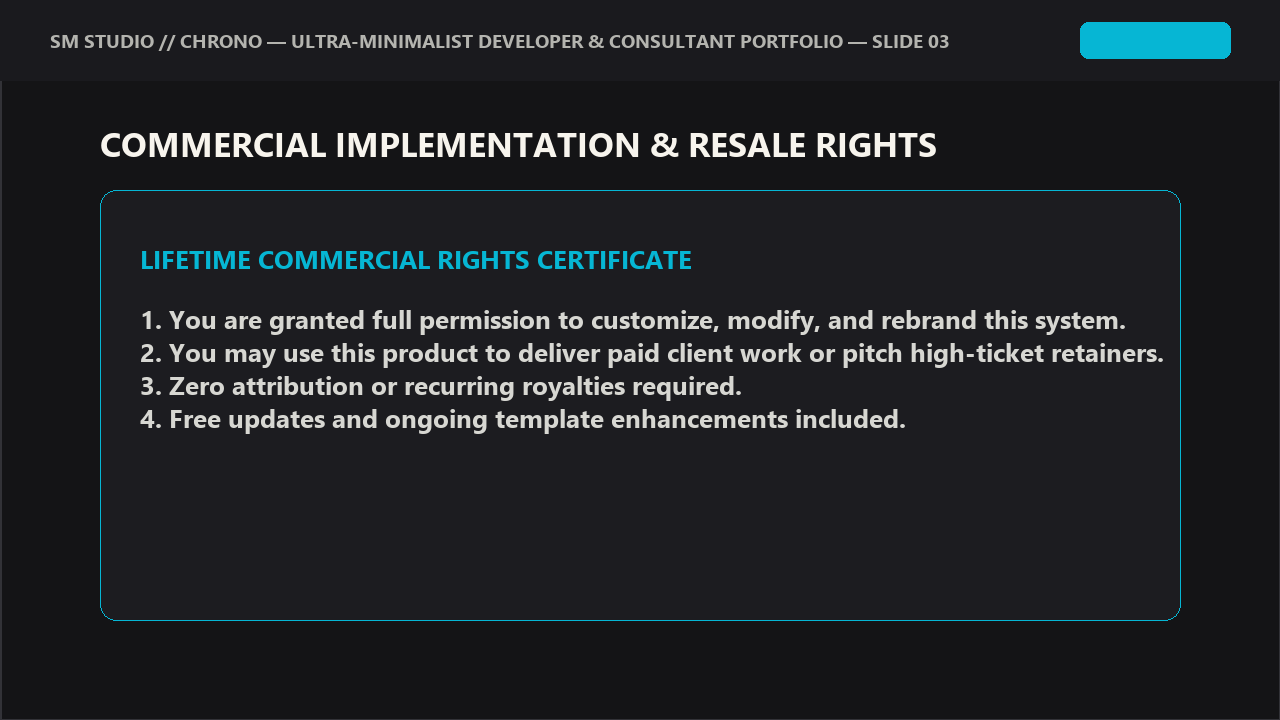 SM STUDIO // CHRONO — ULTRA-MINIMALIST DEVELOPER & CONSULTANT PORTFOLIO — SLIDE 03
COMMERCIAL IMPLEMENTATION & RESALE RIGHTS
LIFETIME COMMERCIAL RIGHTS CERTIFICATE
1. You are granted full permission to customize, modify, and rebrand this system.
2. You may use this product to deliver paid client work or pitch high-ticket retainers.
3. Zero attribution or recurring royalties required.
4. Free updates and ongoing template enhancements included.